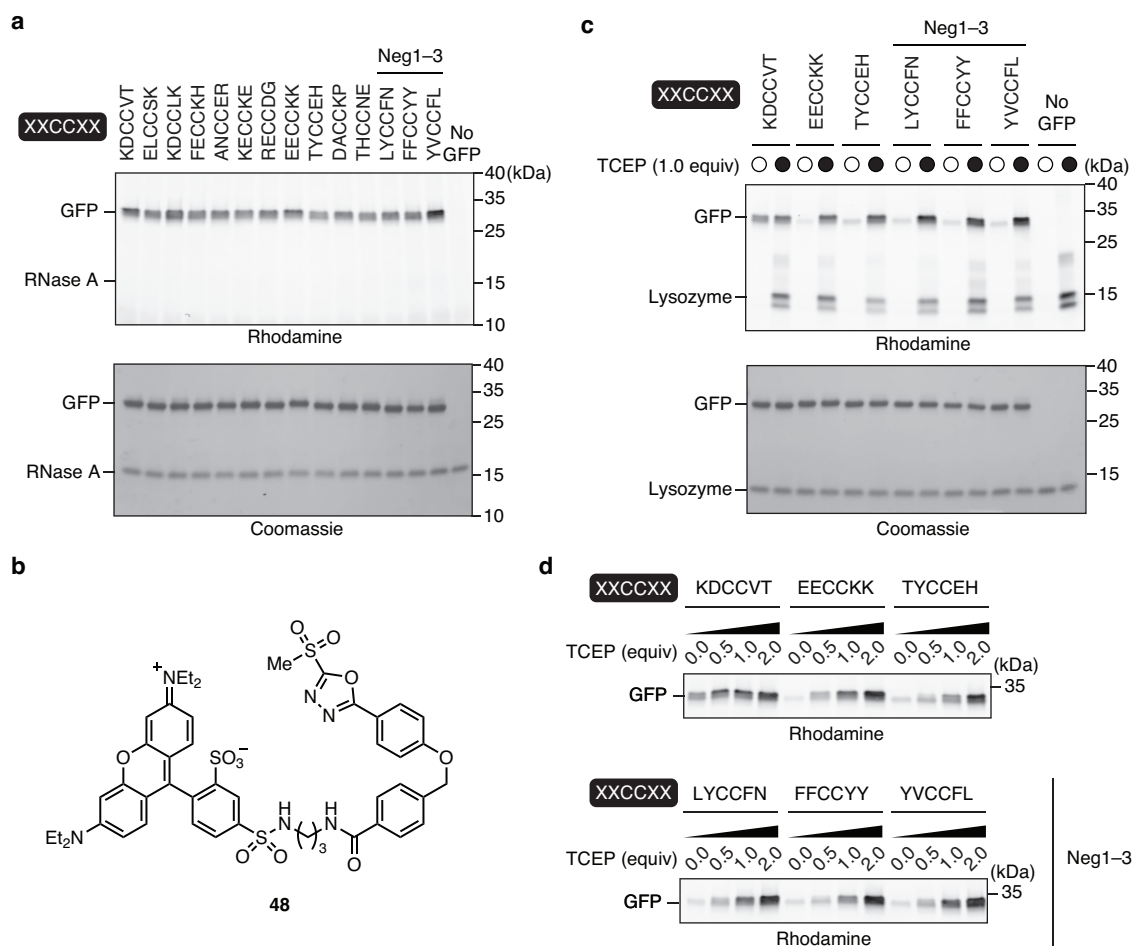 a
Neg1–3
XXCCXX
KDCCVT
ELCCSK
KDCCLK
FECCKH
ANCCER
KECCKE
RECCDG
EECCKK
TYCCEH
DACCKP
THCCNE
LYCCFN
FFCCYY
YVCCFL
No
GFP
40 (kDa)
GFP
35
25
RNase A
15
10
Rhodamine
40
GFP
35
25
RNase A
15
10
Coomassie
b
+
NEt2
O
Et2N
SO3−
S
O O
H
N
( )3
H
N
O
O
O O
S
Me
O
N N
48
c
Neg1–3
XXCCXX
KDCCVT
EECCKK
TYCCEH
LYCCFN
FFCCYY
YVCCFL
No
GFP
TCEP (1.0 equiv)
(kDa)
40
GFP
35
25
Lysozyme
15
Rhodamine
40
GFP
35
25
15
Lysozyme
Coomassie
d
XXCCXX KDCCVT EECCKK TYCCEH
TCEP (equiv) 0.0 0.5 1.0 2.0 0.0 0.5 1.0 2.0 0.0 0.5 1.0 2.0
(kDa)
GFP 35
Rhodamine
XXCCXX LYCCFN FFCCYY YVCCFL
TCEP (equiv) 0.0 0.5 1.0 2.0 0.0 0.5 1.0 2.0 0.0 0.5 1.0 2.0
(kDa)
GFP 35
Rhodamine
Neg1–3